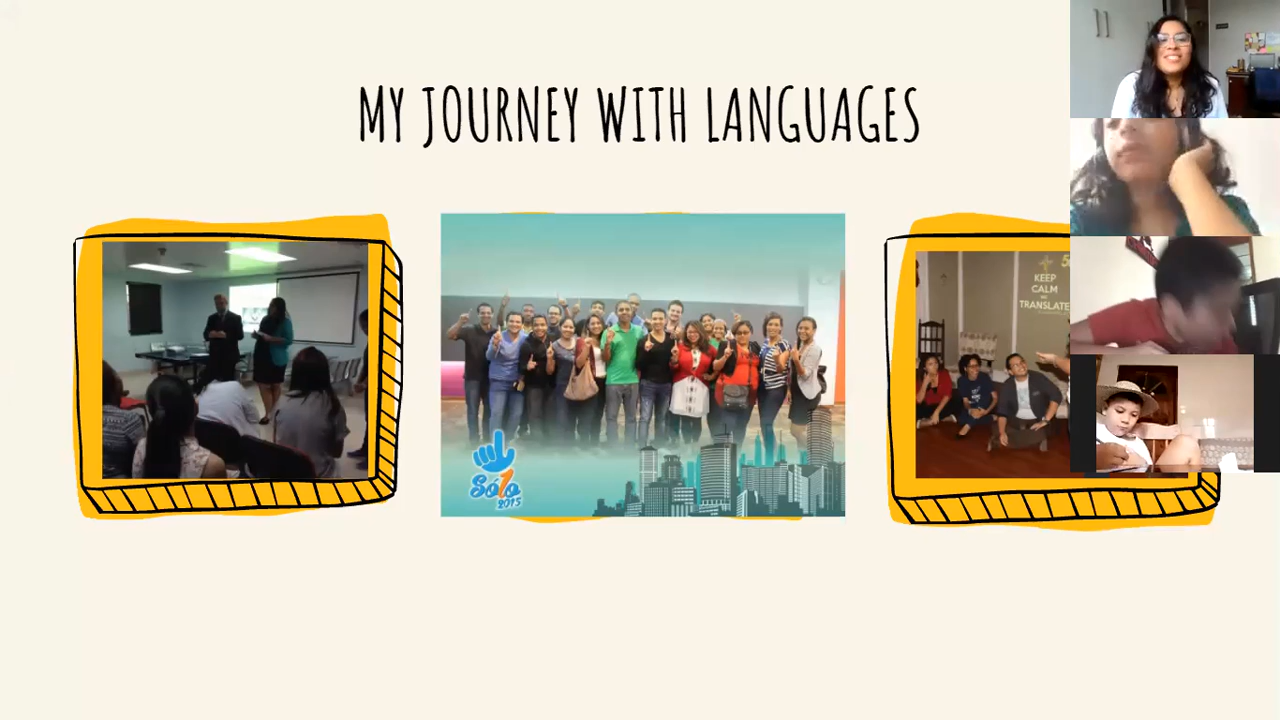 MY JOURNEY WITH LANGUAGES
Sólo
2015
KEEP
CALM
TRANSLATE